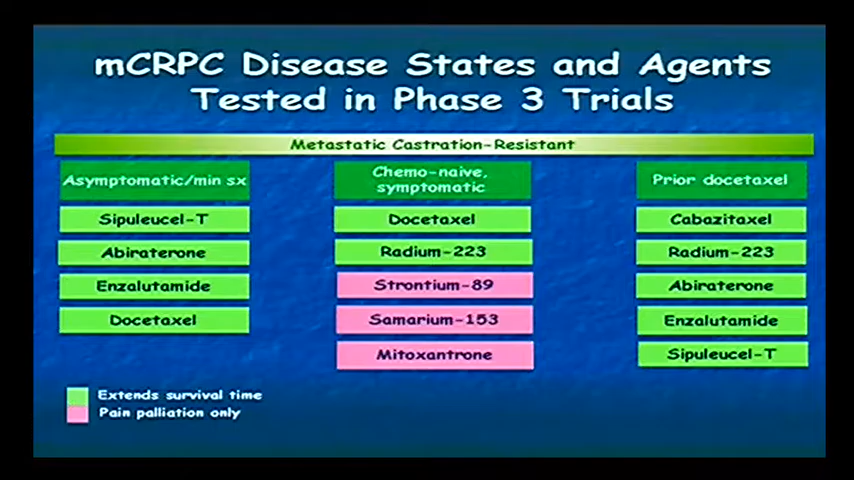 mCRPC Disease States and Agents
Tested in Phase 3 Trials
Metastatic Castration-Resistant
Asymptomatic/min sx
Sipuleucel-T
Abiraterone
Enzalutamide
Docetaxel
Chemo-naive,
symptomatic
Docetaxel
Radium-223
Strontium-89
Samarium-153
Mitoxantrone
Prior docetaxel
Cabazitaxel
Radium-223
Abiraterone
Enzalutamide
Sipuleucel-T
Extends survival time
Pain palliation only